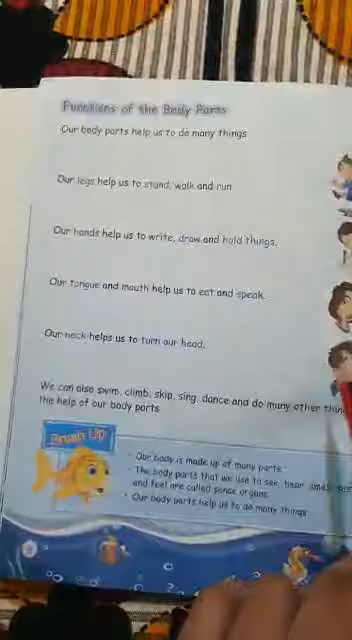 Functions of the Body Parts
Our body parts help us to do many things
Our legs help us to stand, walk and run
Our hands help us to write, draw and hold things.
Our tongue and mouth help us to eat and speak.
Our neck helps us to turn our head.
We can also swim, climb, skip, sing, dance and do many other
the help of our body parts
Brush Up
• Our body is made up of many parts.
• The body parts that we use to see, hear, smell,
and feel are called sense organs.
• Our body parts help us to do many things